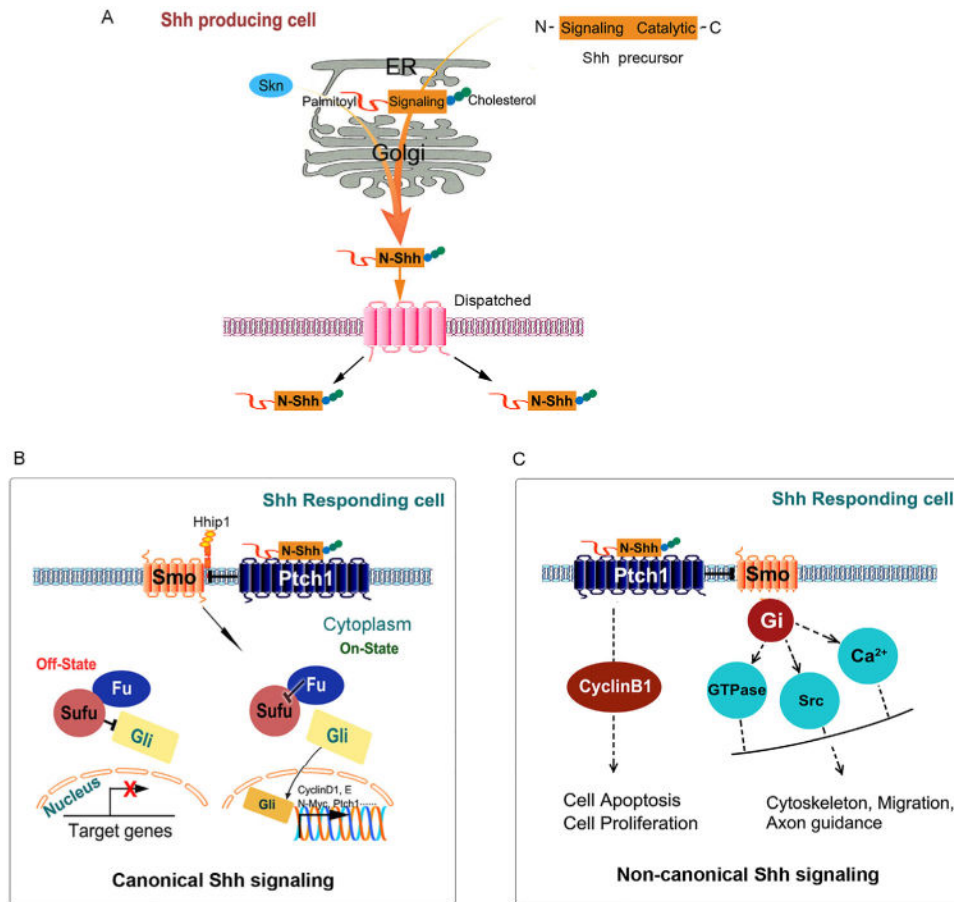 A
Shh producing cell
N- Signaling Catalytic -C
Shh precursor
ER
Skn
Palmitoyl
Signaling
Cholesterol
Golgi
N-Shh
Dispatched
N-Shh
N-Shh
B
Shh Responding cell
Hhip1
N-Shh
Smo
Ptch1
Cytoplasm
On-State
Off-State
Fu
Sufu
Gli
Fu
Sufu
Gli
Nucleus
X
Target genes
Gli
CyclinD1, E
N-Myc, Ptch1······
Canonical Shh signaling
C
Shh Responding cell
N-Shh
Ptch1
Smo
Gi
Ca²⁺
CyclinB1
GTPase
Src
Cell Apoptosis
Cell Proliferation
Cytoskeleton, Migration,
Axon guidance
Non-canonical Shh signaling